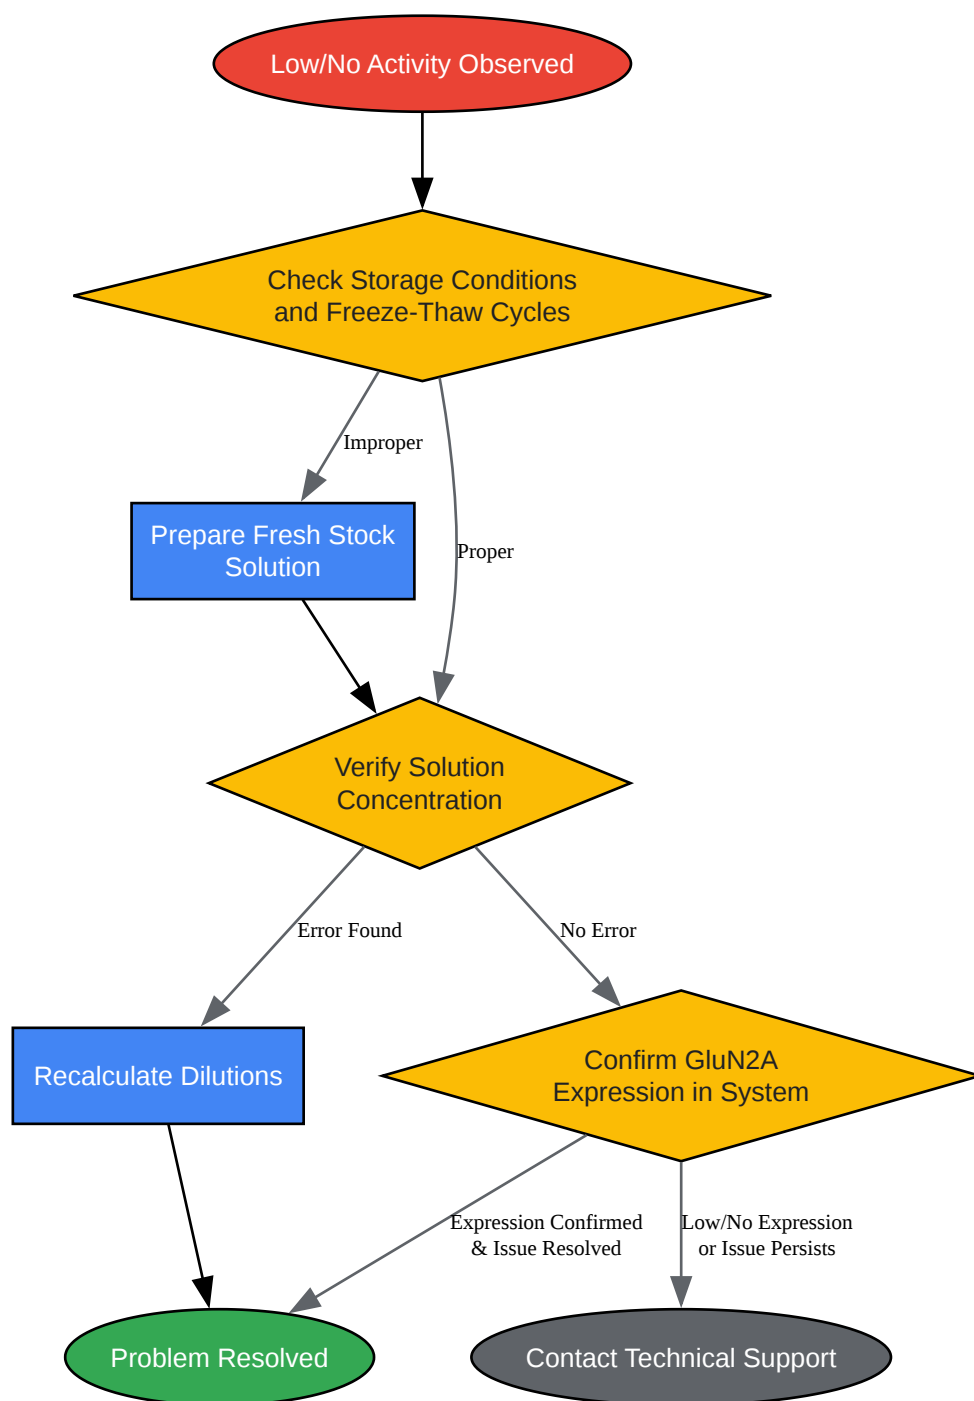 Low/No Activity Observed
Check Storage Conditions
and Freeze-Thaw Cycles
Improper
Prepare Fresh Stock
Solution
Proper
Verify Solution
Concentration
Error Found
No Error
Recalculate Dilutions
Confirm GluN2A
Expression in System
Expression Confirmed
& Issue Resolved
Low/No Expression
or Issue Persists
Problem Resolved
Contact Technical Support